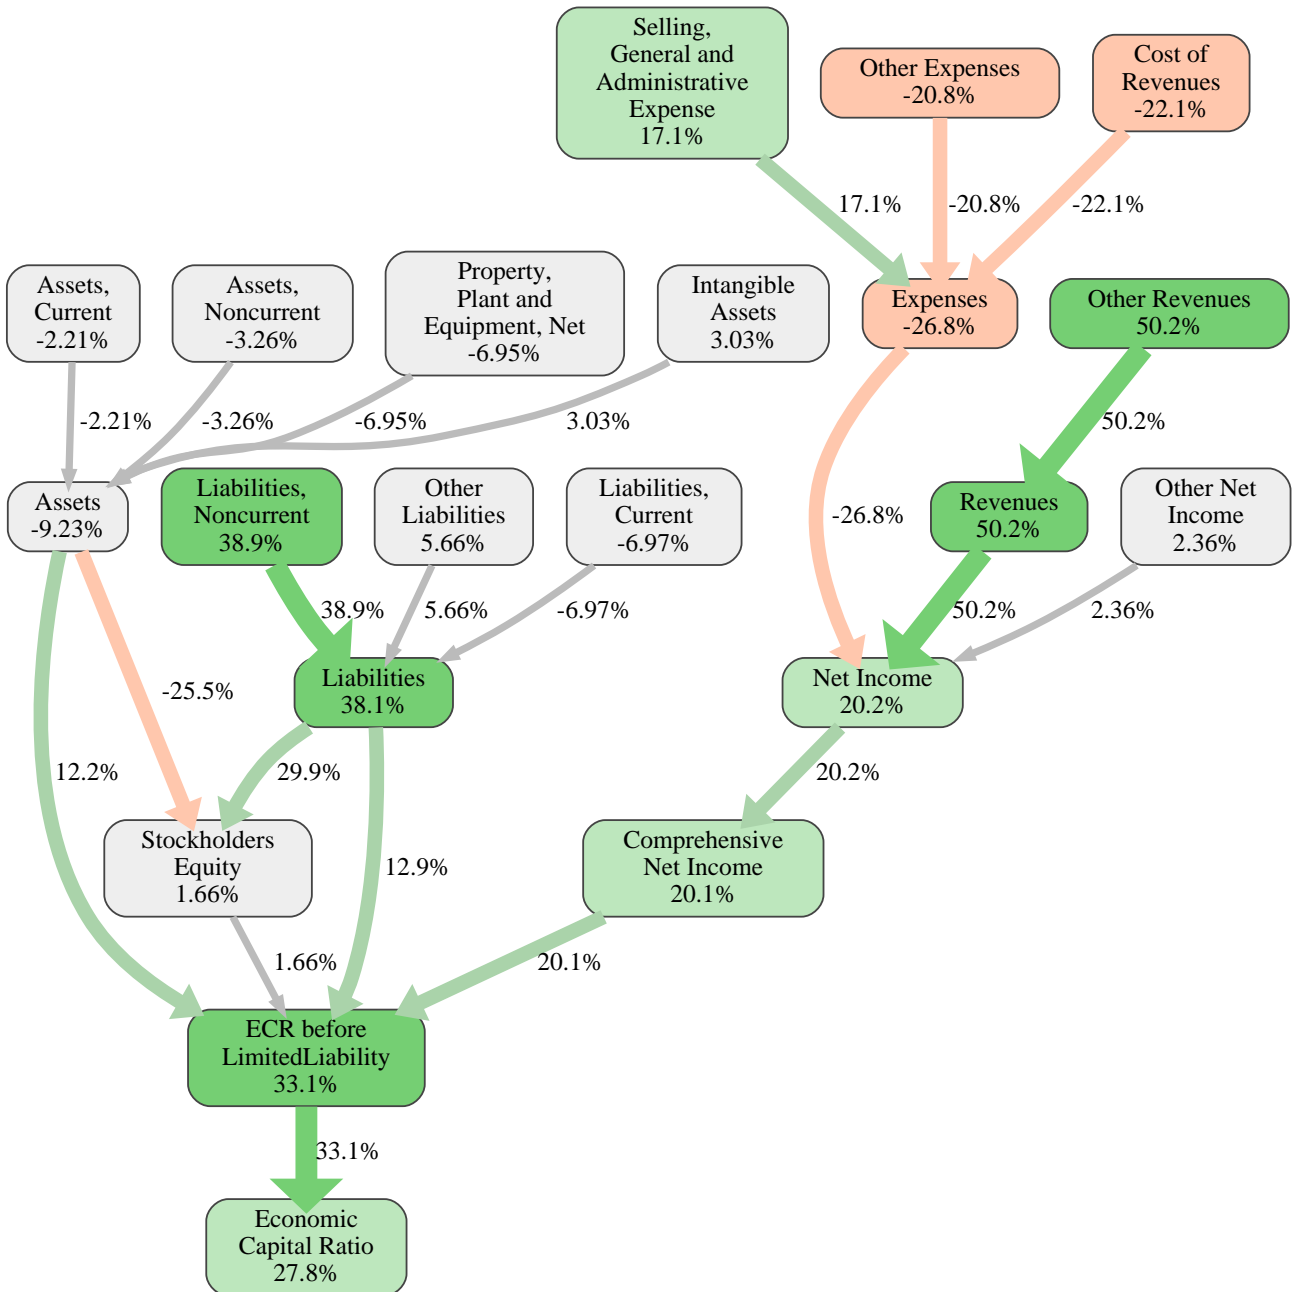 Selling,
General and
Administrative
Expense
17.1%
Other Expenses
-20.8%
Cost of
Revenues
-22.1%
17.1%
-20.8%
-22.1%
Assets,
Current
-2.21%
Assets,
Noncurrent
-3.26%
Property,
Plant and
Equipment, Net
-6.95%
Intangible
Assets
3.03%
Expenses
-26.8%
Other Revenues
50.2%
-2.21%
-3.26%
-6.95%
3.03%
50.2%
Assets
-9.23%
Liabilities,
Noncurrent
38.9%
Other
Liabilities
5.66%
Liabilities,
Current
-6.97%
-26.8%
Revenues
50.2%
Other Net
Income
2.36%
38.9%
5.66%
-6.97%
50.2%
2.36%
-25.5%
Liabilities
38.1%
Net Income
20.2%
12.2%
29.9%
20.2%
Stockholders
Equity
1.66%
12.9%
Comprehensive
Net Income
20.1%
1.66%
20.1%
ECR before
LimitedLiability
33.1%
33.1%
Economic
Capital Ratio
27.8%